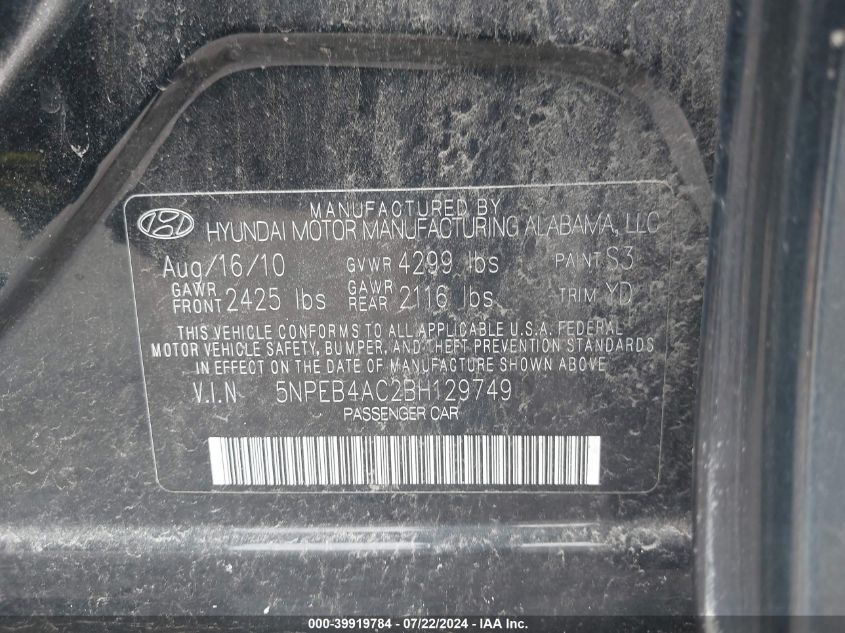 MANUFACTURED BY
HYUNDAI MOTOR MANUFACTURING ALABAMA, LLC
Aug/16/10 GVWR 4299 lbs PAINT S3
GAWR FRONT 2425 lbs GAWR REAR 2116 lbs TRIM YD
THIS VEHICLE CONFORMS TO ALL APPLICABLE U.S.A. FEDERAL
MOTOR VEHICLE SAFETY, BUMPER, AND THEFT PREVENTION STANDARDS
IN EFFECT ON THE DATE OF MANUFACTURE SHOWN ABOVE.
V.I.N 5NPEB4AC2BH129749
PASSENGER CAR
000-39919784 - 07/22/2024 - IAA Inc.